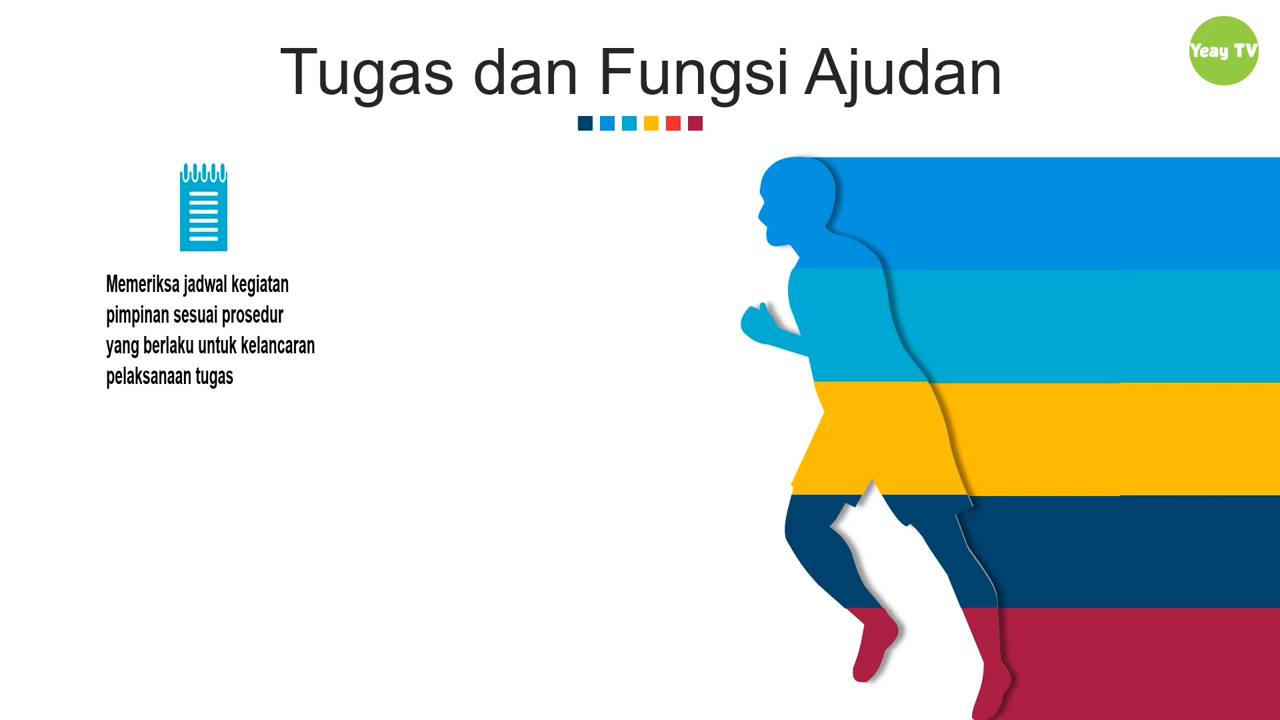 Tugas dan Fungsi Ajudan
Yeay TV
Memeriksa jadwal kegiatan
pimpinan sesuai prosedur
yang berlaku untuk kelancaran
pelaksanaan tugas